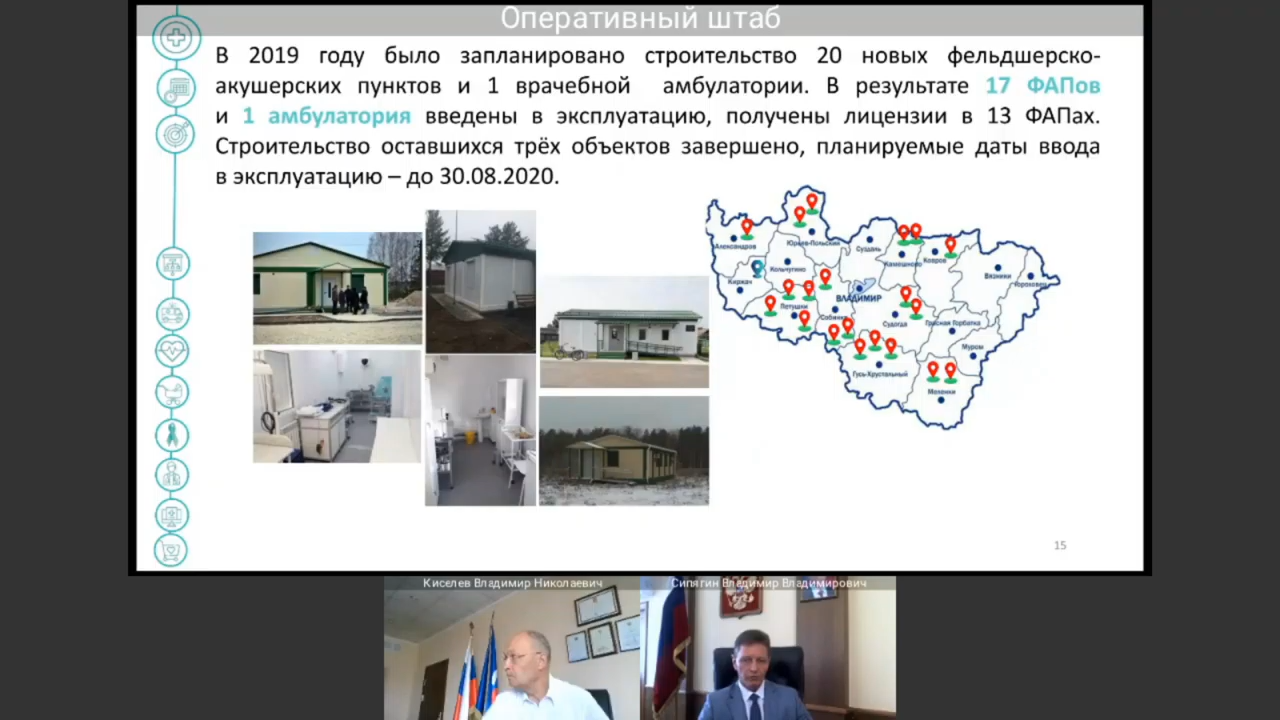 Оперативный штаб
В 2019 году было запланировано строительство 20 новых фельдшерско-
акушерских пунктов и 1 врачебной амбулатории. В результате 17 ФАПов
и 1 амбулатория введены в эксплуатацию, получены лицензии в 13 ФАПах.
Строительство оставшихся трёх объектов завершено, планируемые даты ввода
в эксплуатацию – до 30.08.2020.
Александров
Юрьев-Польский
Суздаль
Камешково
Ковров
Вязники
Гороховец
Киржач
Кольчугино
ВЛАДИМИР
Петушки
Собинка
Судогда
Красная Горбатка
Муром
Гусь-Хрустальный
Меленки
15
Киселев Владимир Николаевич
Сипягин Владимир Владимирович